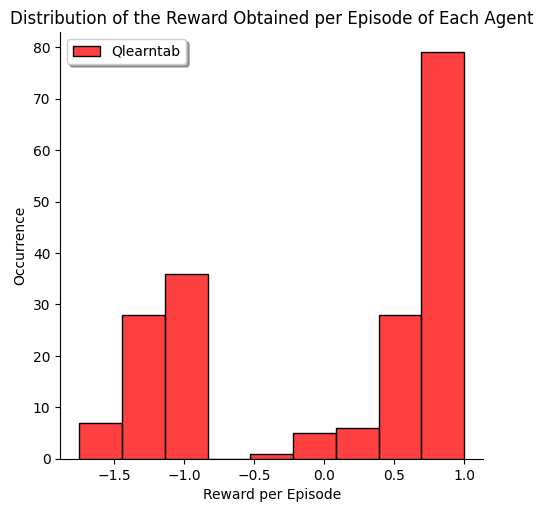 Distribution of the Reward Obtained per Episode of Each Agent
Qlearntab
80
70
60
50
40
30
20
10
0
Occurrence
−1.5 −1.0 −0.5 0.0 0.5 1.0
Reward per Episode